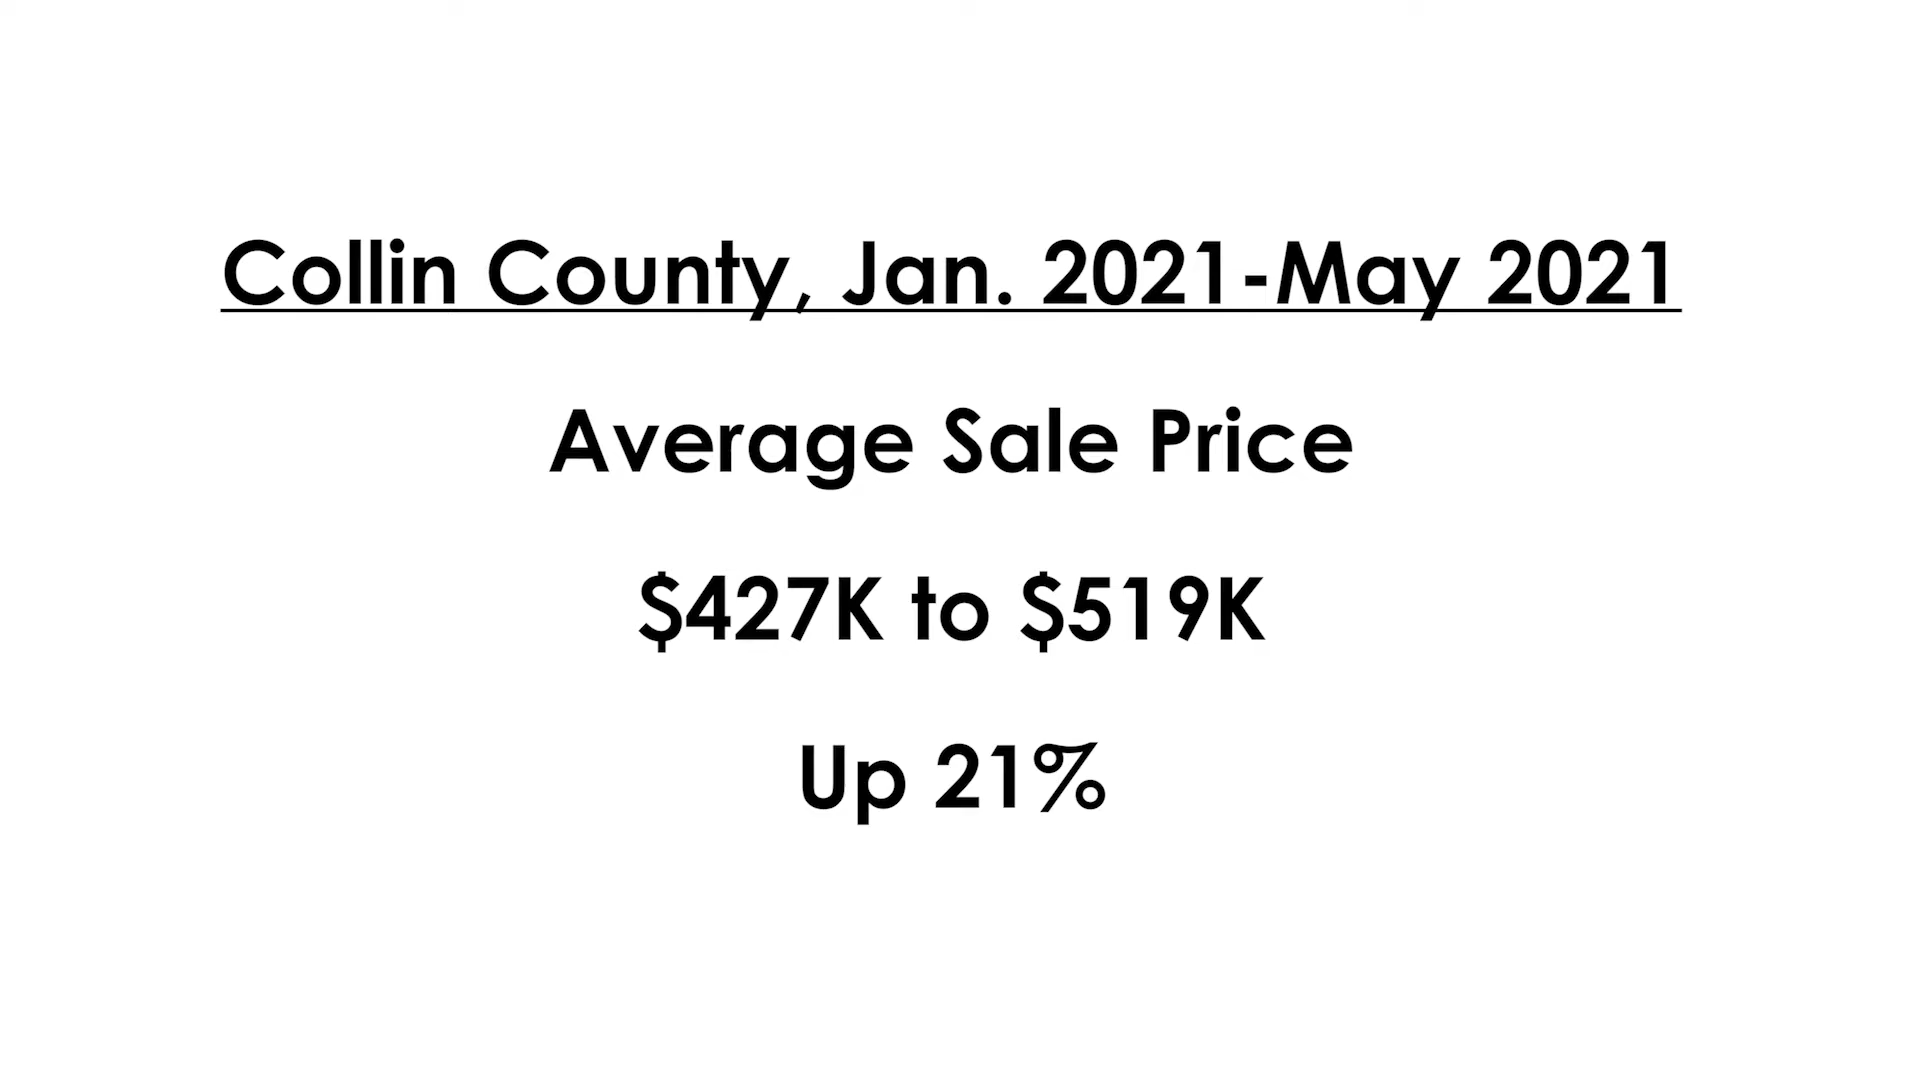 Collin County, Jan. 2021-May 2021
Average Sale Price
$427K to $519K
Up 21%